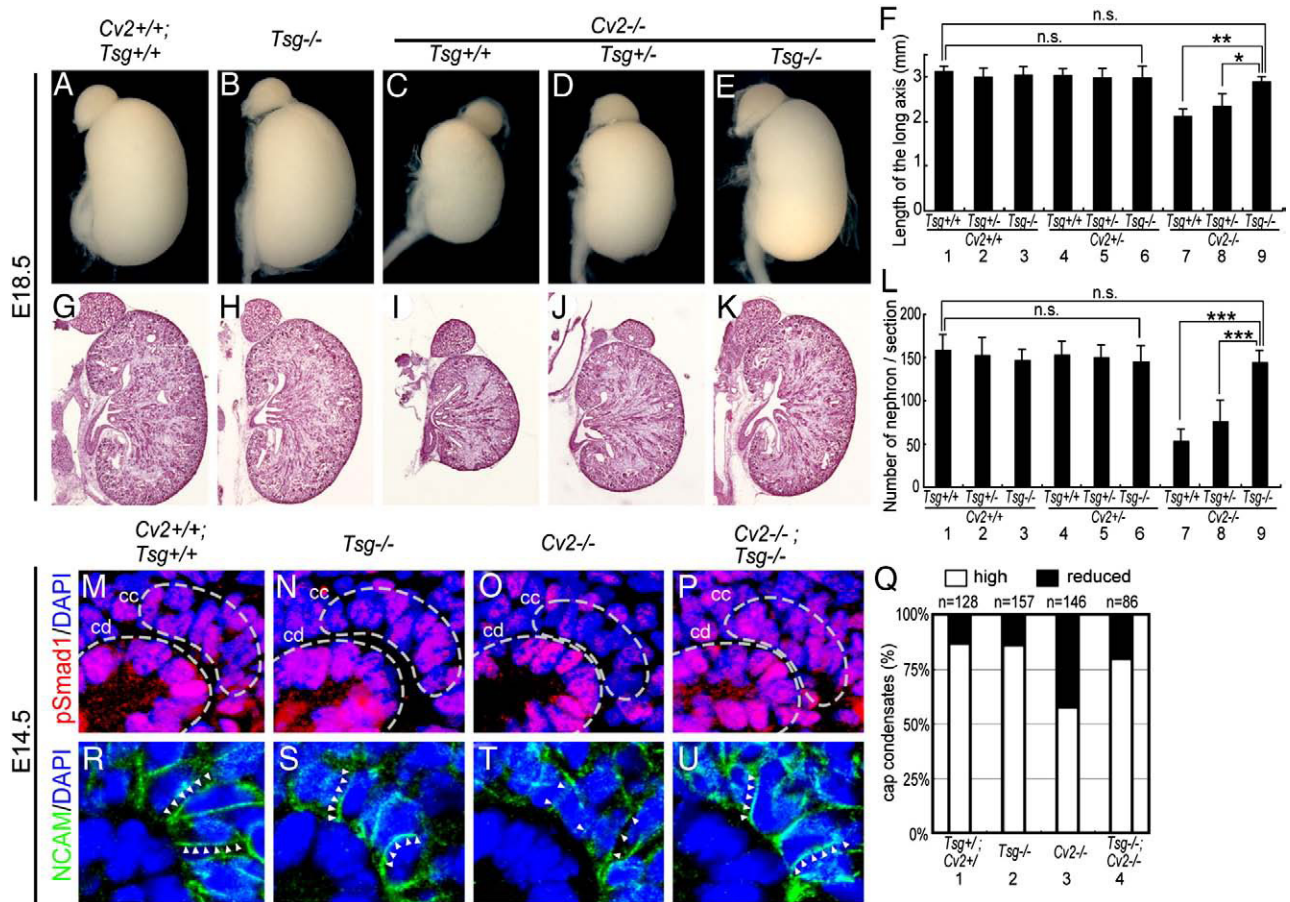 Cv2+/+;
Tsg+/+
Tsg-/-
Cv2-/-
Tsg+/+
Tsg+/-
Tsg-/-
E18.5
A
B
C
D
E
G
H
I
J
K
F
Length of the long axis (mm)
3
2
1
0
n.s.
n.s.
**
*
Tsg+/+ Tsg+/- Tsg-/- Tsg+/+ Tsg+/- Tsg-/- Tsg+/+ Tsg+/- Tsg-/-
Cv2+/+ Cv2+/- Cv2-/-
1 2 3 4 5 6 7 8 9
L
Number of nephron / section
200
150
100
50
0
n.s.
n.s.
***
***
Tsg+/+ Tsg+/- Tsg-/- Tsg+/+ Tsg+/- Tsg-/- Tsg+/+ Tsg+/- Tsg-/-
Cv2+/+ Cv2+/- Cv2-/-
1 2 3 4 5 6 7 8 9
E14.5
Cv2+/+;
Tsg+/+
Tsg-/-
Cv2-/-
Cv2-/- ;
Tsg-/-
pSmad1/DAPI
M
cc
cd
N
cc
cd
O
cc
cd
P
cc
cd
NCAM/DAPI
R
S
T
U
Q
high reduced
n=128 n=157 n=146 n=86
cap condensates (%)
100%
75%
50%
25%
0%
Tsg+/ ;
Cv2+/
Tsg-/-
Cv2-/-
Tsg-/-;
Cv2-/-
1 2 3 4